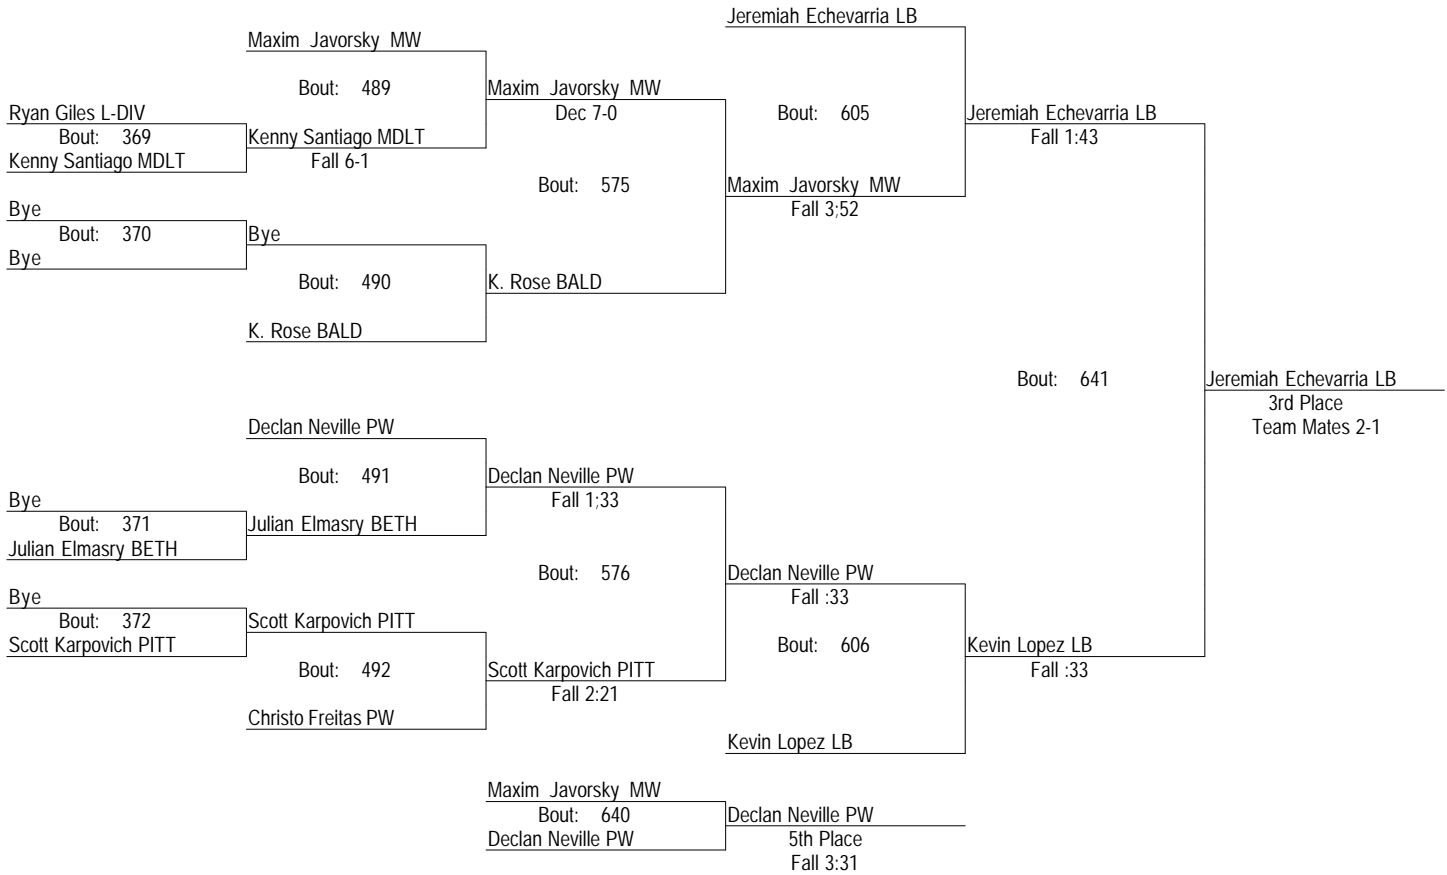 Jeremiah Echevarria LB
Maxim Javorsky MW
Bout: 489
Maxim Javorsky MW
Ryan Giles L-DIV
Dec 7-0
Bout: 605
Jeremiah Echevarria LB
Bout: 369
Kenny Santiago MDLT
Fall 1:43
Kenny Santiago MDLT
Fall 6-1
Bout: 575
Maxim Javorsky MW
Bye
Fall 3;52
Bout: 370
Bye
Bye
Bout: 490
K. Rose BALD
K. Rose BALD
Bout: 641
Jeremiah Echevarria LB
3rd Place
Team Mates 2-1
Declan Neville PW
Bout: 491
Declan Neville PW
Bye
Fall 1;33
Bout: 371
Julian Elmasry BETH
Julian Elmasry BETH
Bout: 576
Declan Neville PW
Bye
Fall :33
Bout: 372
Scott Karpovich PITT
Scott Karpovich PITT
Bout: 606
Kevin Lopez LB
Bout: 492
Scott Karpovich PITT
Fall :33
Fall 2:21
Christo Freitas PW
Kevin Lopez LB
Maxim Javorsky MW
Bout: 640
Declan Neville PW
Declan Neville PW
5th Place
Fall 3:31